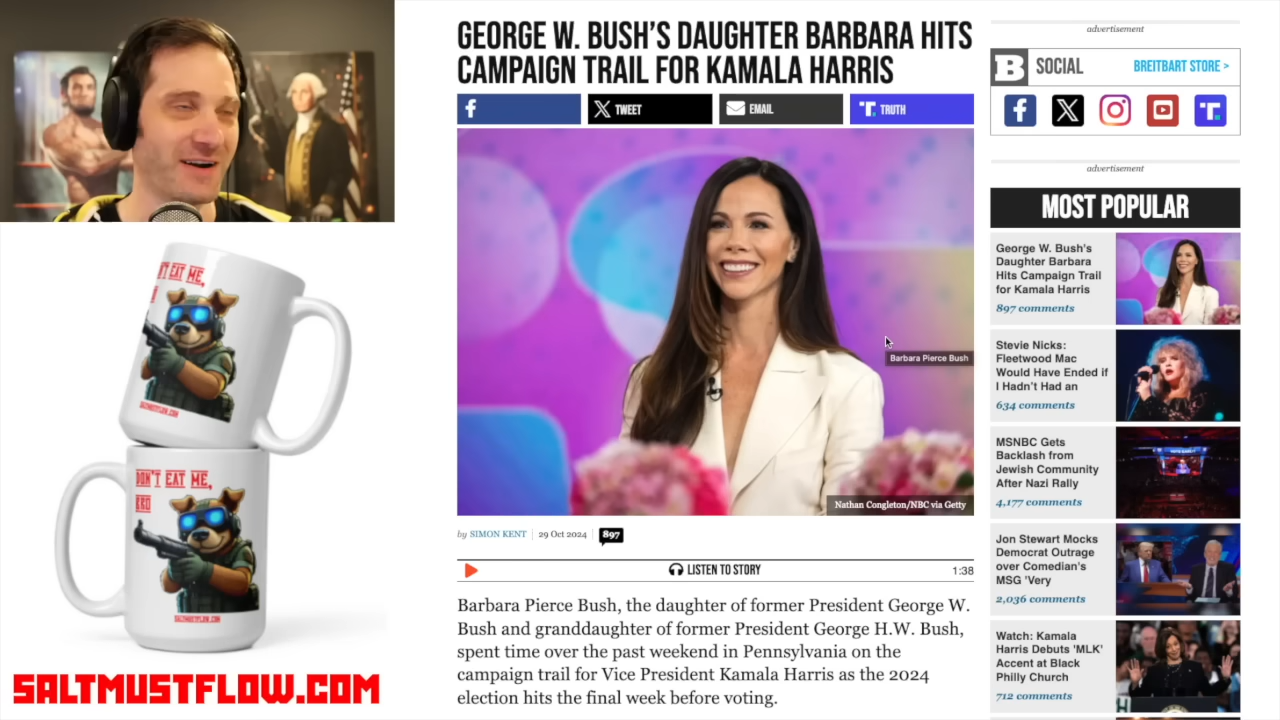 GEORGE W. BUSH'S DAUGHTER BARBARA HITS
CAMPAIGN TRAIL FOR KAMALA HARRIS
TWEET
EMAIL
TRUTH
Barbara Pierce Bush
Nathan Congleton/NBC via Getty
by SIMON KENT 29 Oct 2024 897
LISTEN TO STORY 1:38
Barbara Pierce Bush, the daughter of former President George W.
Bush and granddaughter of former President George H.W. Bush,
spent time over the past weekend in Pennsylvania on the
campaign trail for Vice President Kamala Harris as the 2024
election hits the final week before voting.
advertisement
B SOCIAL BREITBART STORE >
advertisement
MOST POPULAR
George W. Bush's
Daughter Barbara
Hits Campaign Trail
for Kamala Harris
897 comments
Stevie Nicks:
Fleetwood Mac
Would Have Ended if
I Hadn't Had an
634 comments
MSNBC Gets
Backlash from
Jewish Community
After Nazi Rally
4,177 comments
Jon Stewart Mocks
Democrat Outrage
over Comedian's
MSG 'Very
2,036 comments
Watch: Kamala
Harris Debuts 'MLK'
Accent at Black
Philly Church
712 comments
EAT ME,
SALTMUSTFLOW.COM
DON'T EAT ME,
BRO
SALTMUSTFLOW.COM
SALTMUSTFLOW.COM